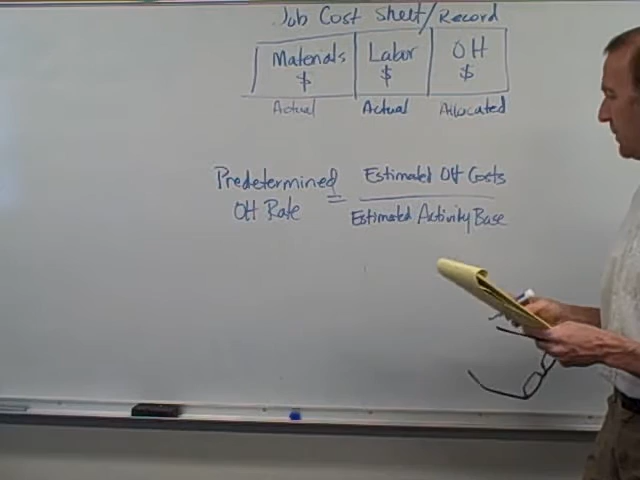 Job Cost Sheet/Record
Materials Labor OH
$ $ $
Actual Actual Allocated
Predetermined = Estimated OH Costs
OH Rate Estimated Activity Base